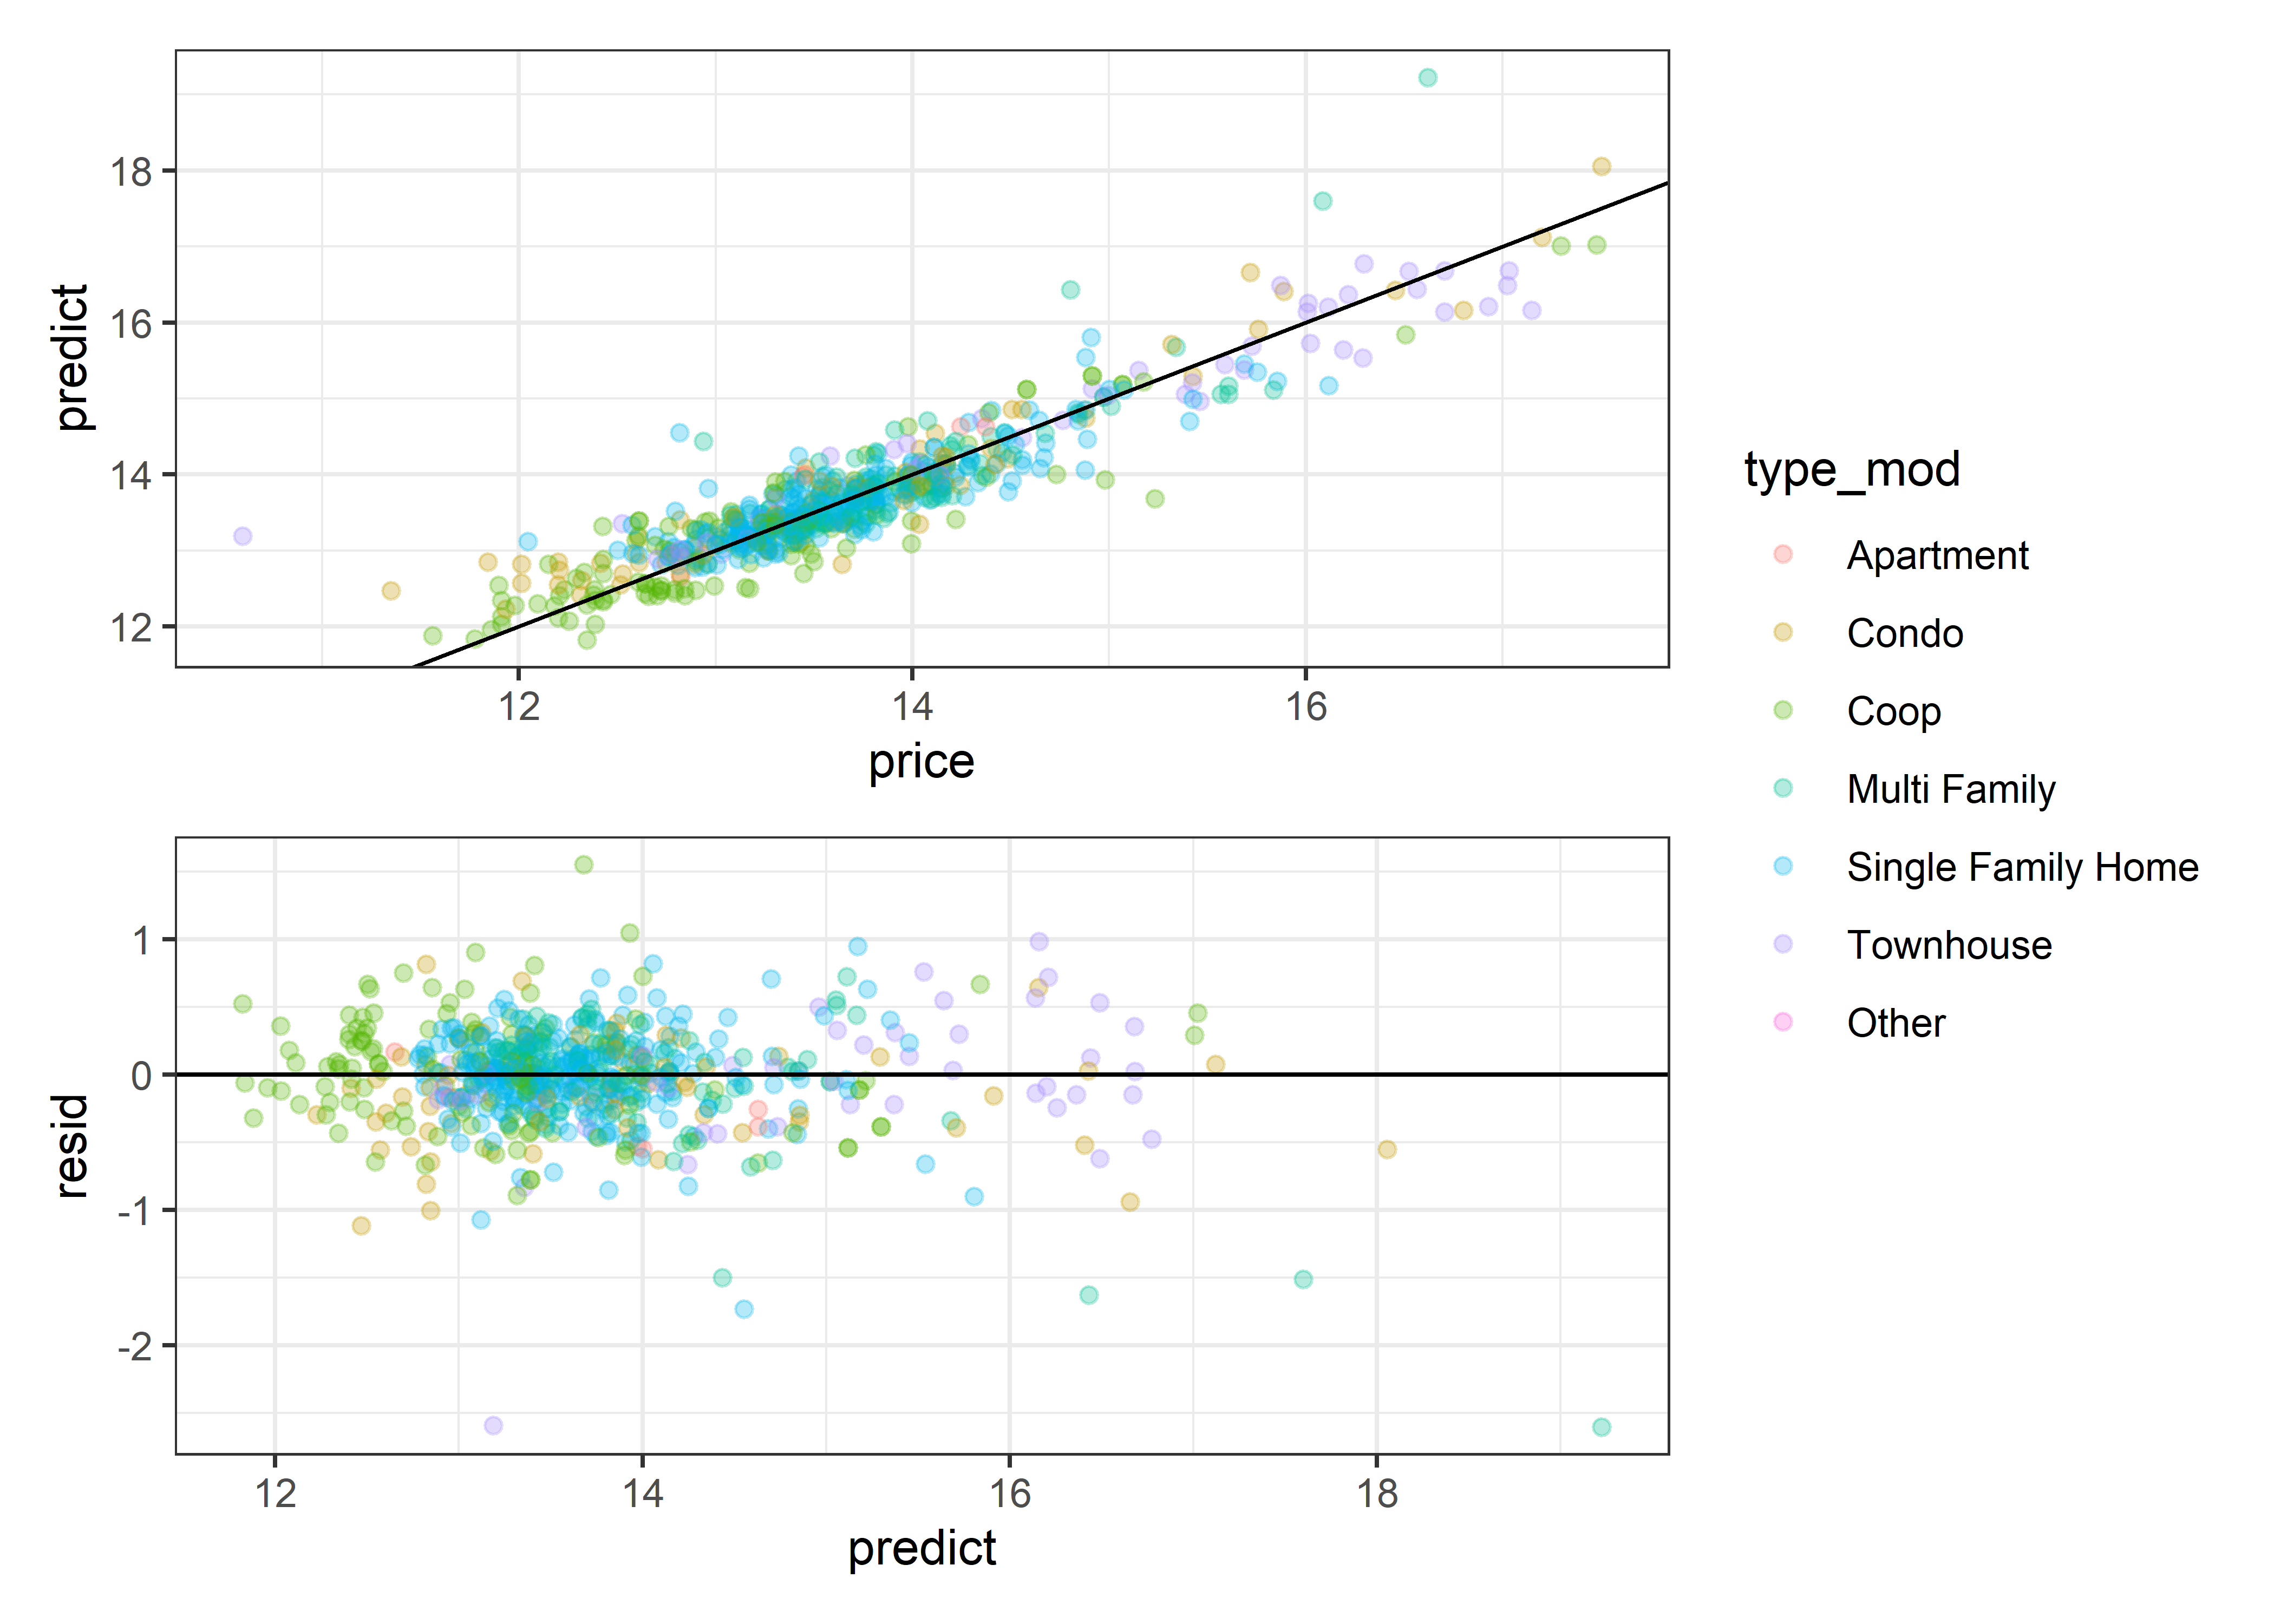 18
16
14
12
predict
12 14 16
price
type_mod
Apartment
Condo
Coop
Multi Family
Single Family Home
Townhouse
Other
1
0
-1
-2
resid
12 14 16 18
predict